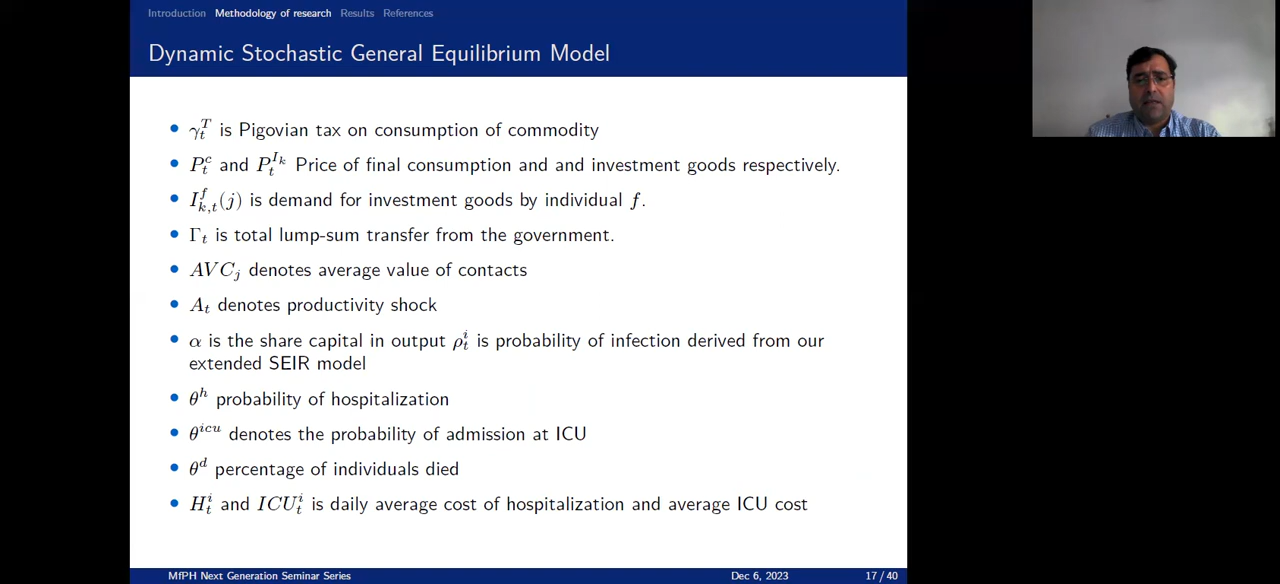 Introduction Methodology of research Results References
Dynamic Stochastic General Equilibrium Model
• γ_t^T is Pigovian tax on consumption of commodity
• P_t^c and P_t^{I_k} Price of final consumption and and investment goods respectively.
• I_{k,t}^f(j) is demand for investment goods by individual f.
• Γ_t is total lump-sum transfer from the government.
• AVC_j denotes average value of contacts
• A_t denotes productivity shock
• α is the share capital in output ρ_t^i is probability of infection derived from our
extended SEIR model
• θ^h probability of hospitalization
• θ^{icu} denotes the probability of admission at ICU
• θ^d percentage of individuals died
• H_t^i and ICU_t^i is daily average cost of hospitalization and average ICU cost
MfPH Next Generation Seminar Series Dec 6, 2023 17/40